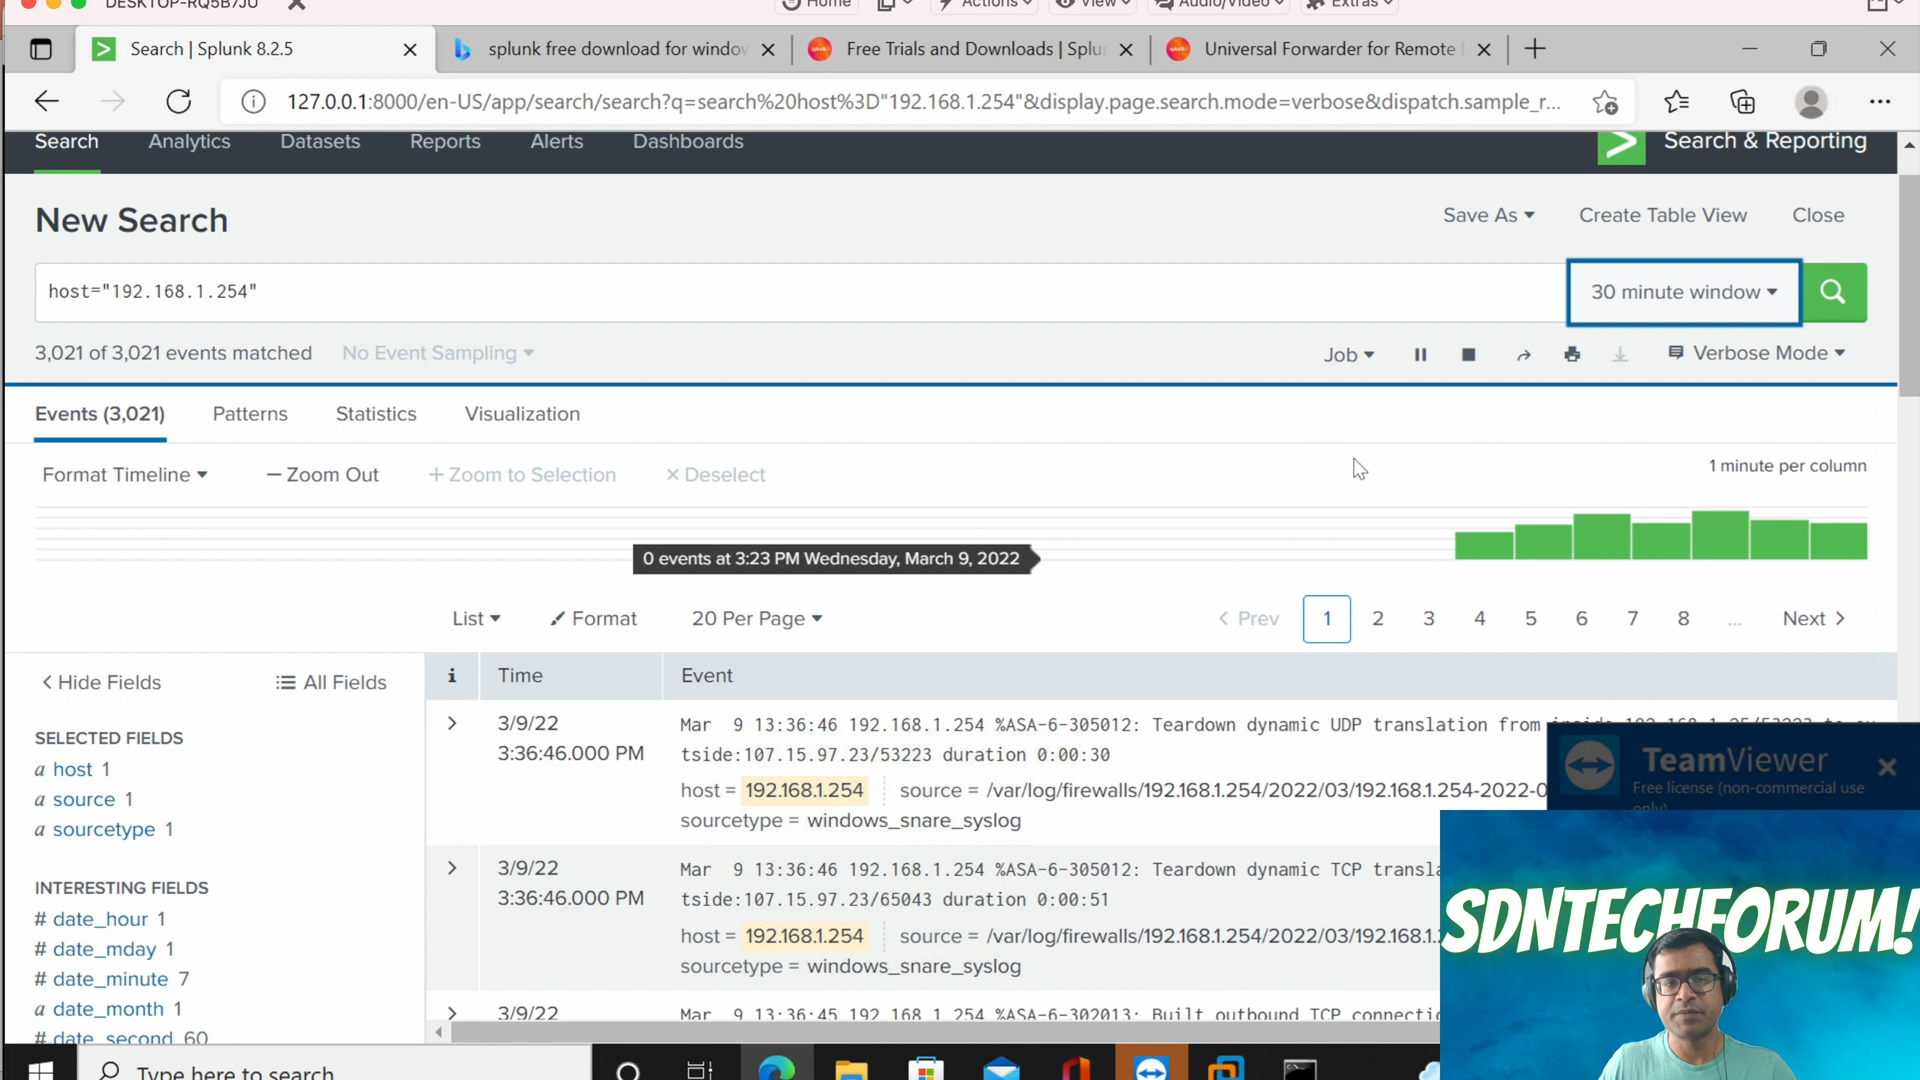 DESKTOP-RQ5B7JU
Home Actions View Audio/Video Extras
Search | Splunk 8.2.5
splunk free download for window
Free Trials and Downloads | Splu
Universal Forwarder for Remote
127.0.0.1:8000/en-US/app/search/search?q=search%20host%3D"192.168.1.254"&display.page.search.mode=verbose&dispatch.sample_r...
Search Analytics Datasets Reports Alerts Dashboards Search & Reporting
New Search
Save As Create Table View Close
host="192.168.1.254"
30 minute window
3,021 of 3,021 events matched No Event Sampling Job Verbose Mode
Events (3,021) Patterns Statistics Visualization
Format Timeline – Zoom Out + Zoom to Selection × Deselect
1 minute per column
0 events at 3:23 PM Wednesday, March 9, 2022
List Format 20 Per Page < Prev 1 2 3 4 5 6 7 8 ... Next >
< Hide Fields All Fields
i Time Event
SELECTED FIELDS
a host 1
a source 1
a sourcetype 1
INTERESTING FIELDS
# date_hour 1
# date_mday 1
# date_minute 7
a date_month 1
# date_second 60
> 3/9/22
3:36:46.000 PM
Mar 9 13:36:46 192.168.1.254 %ASA-6-305012: Teardown dynamic UDP translation from inside:192.168.1.25/53223 to ou
tside:107.15.97.23/53223 duration 0:00:30
host = 192.168.1.254 source = /var/log/firewalls/192.168.1.254/2022/03/192.168.1.254-2022-0
sourcetype = windows_snare_syslog
> 3/9/22
3:36:46.000 PM
Mar 9 13:36:46 192.168.1.254 %ASA-6-305012: Teardown dynamic TCP transla
tside:107.15.97.23/65043 duration 0:00:51
host = 192.168.1.254 source = /var/log/firewalls/192.168.1.254/2022/03/192.168.1.
sourcetype = windows_snare_syslog
> 3/9/22
Mar 9 13:36:45 192.168.1.254 %ASA-6-302013: Built outbound TCP connecti
TeamViewer
Free license (non-commercial use
only)
SDNTECHFORUM!
Type here to search